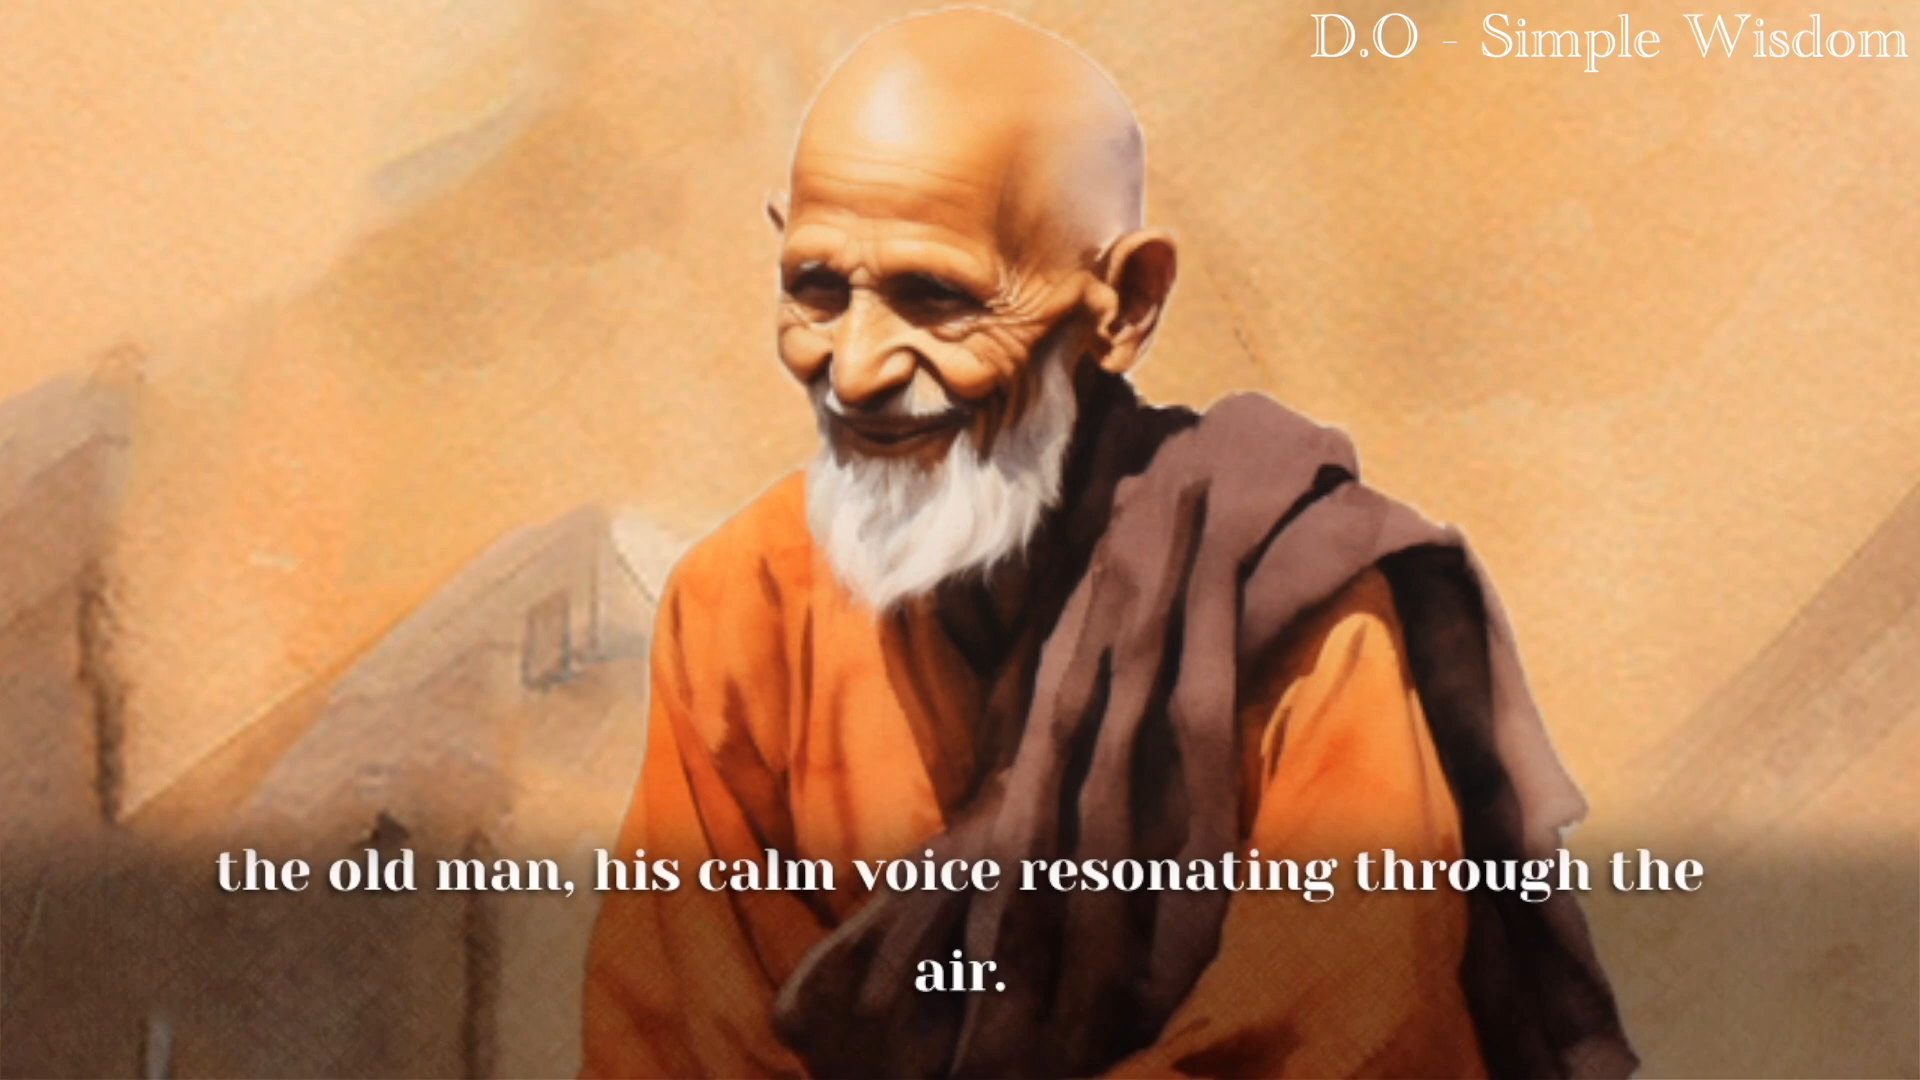 D.O - Simple Wisdom
the old man, his calm voice resonating through the
air.